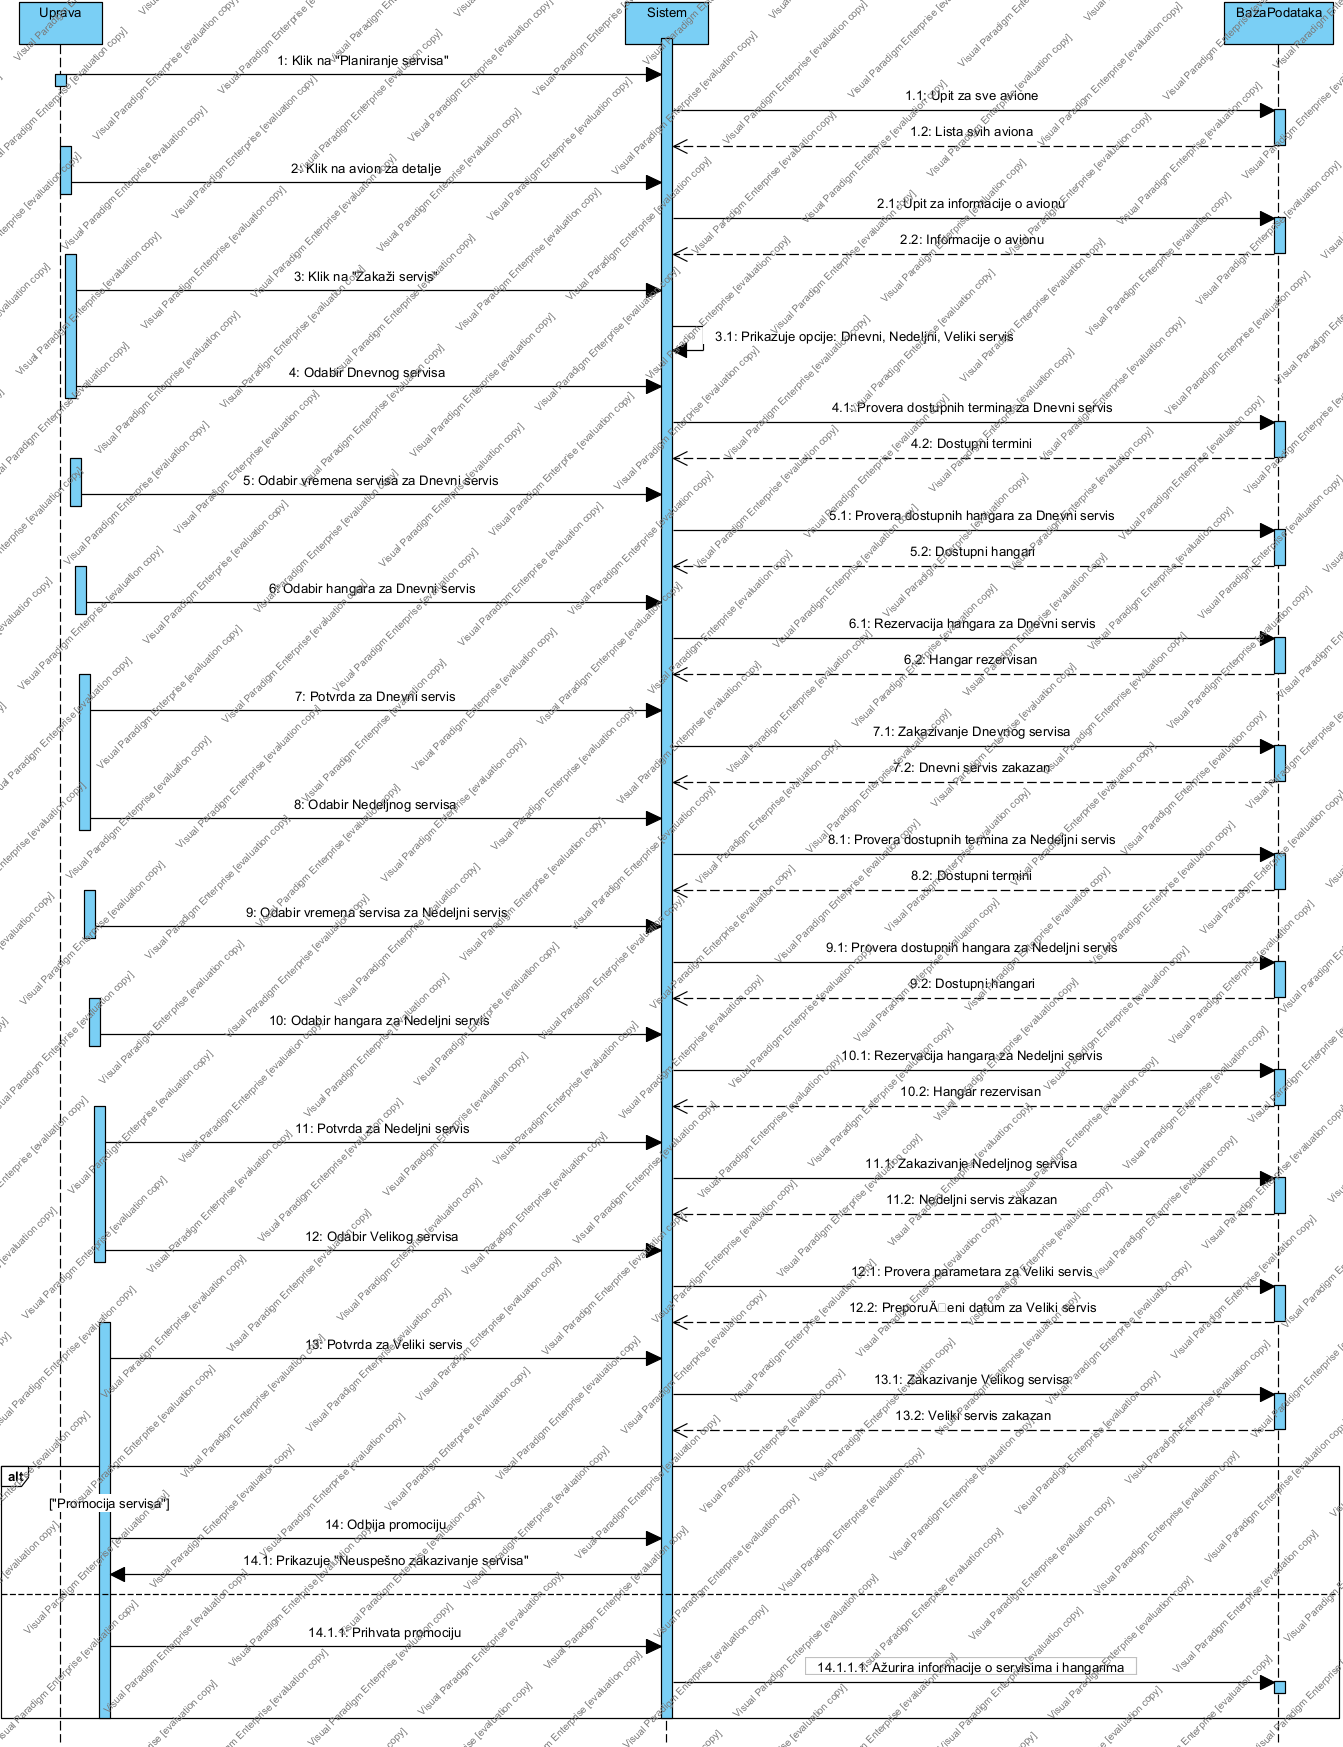 Uprava
Sistem
BazaPodataka
1: Klik na "Planiranje servisa"
1.1: Upit za sve avione
1.2: Lista svih aviona
2: Klik na avion za detalje
2.1: Upit za informacije o avionu
2.2: Informacije o avionu
3: Klik na "Zakaži servis"
3.1: Prikazuje opcije: Dnevni, Nedeljni, Veliki servis
4: Odabir Dnevnog servisa
4.1: Provera dostupnih termina za Dnevni servis
4.2: Dostupni termini
5: Odabir vremena servisa za Dnevni servis
5.1: Provera dostupnih hangara za Dnevni servis
5.2: Dostupni hangari
6: Odabir hangara za Dnevni servis
6.1: Rezervacija hangara za Dnevni servis
6.2: Hangar rezervisan
7: Potvrda za Dnevni servis
7.1: Zakazivanje Dnevnog servisa
7.2: Dnevni servis zakazan
8: Odabir Nedeljnog servisa
8.1: Provera dostupnih termina za Nedeljni servis
8.2: Dostupni termini
9: Odabir vremena servisa za Nedeljni servis
9.1: Provera dostupnih hangara za Nedeljni servis
9.2: Dostupni hangari
10: Odabir hangara za Nedeljni servis
10.1: Rezervacija hangara za Nedeljni servis
10.2: Hangar rezervisan
11: Potvrda za Nedeljni servis
11.1: Zakazivanje Nedeljnog servisa
11.2: Nedeljni servis zakazan
12: Odabir Velikog servisa
12.1: Provera parametara za Veliki servis
12.2: PreporuÄ□eni datum za Veliki servis
13: Potvrda za Veliki servis
13.1: Zakazivanje Velikog servisa
13.2: Veliki servis zakazan
alt
["Promocija servisa"]
14: Odbija promociju
14.1: Prikazuje "Neuspešno zakazivanje servisa"
14.1.1: Prihvata promociju
14.1.1.1: Ažurira informacije o servisima i hangarima
Visual Paradigm Enterprise [evaluation copy]